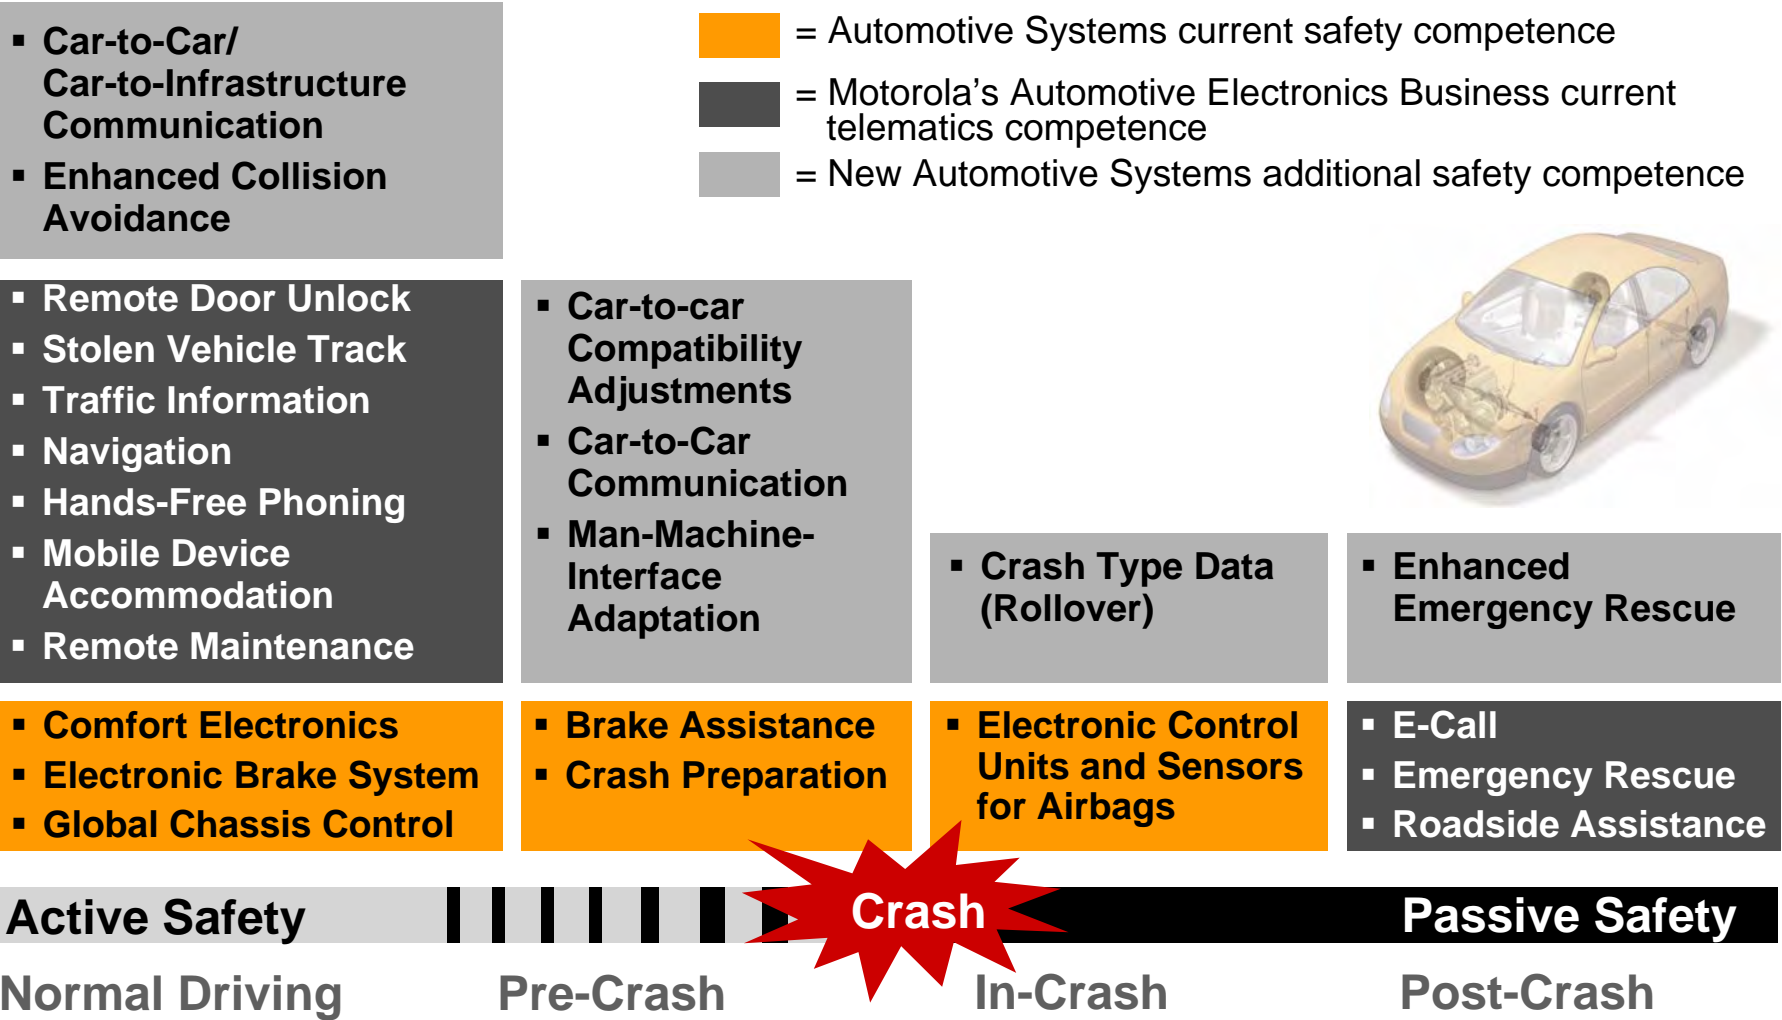 ▪ Car-to-Car/
Car-to-Infrastructure
Communication
▪ Enhanced Collision
Avoidance
= Automotive Systems current safety competence
= Motorola's Automotive Electronics Business current
telematics competence
= New Automotive Systems additional safety competence
▪ Remote Door Unlock
▪ Stolen Vehicle Track
▪ Traffic Information
▪ Navigation
▪ Hands-Free Phoning
▪ Mobile Device
Accommodation
▪ Remote Maintenance
▪ Car-to-car
Compatibility
Adjustments
▪ Car-to-Car
Communication
▪ Man-Machine-
Interface
Adaptation
▪ Crash Type Data
(Rollover)
▪ Enhanced
Emergency Rescue
▪ Comfort Electronics
▪ Electronic Brake System
▪ Global Chassis Control
▪ Brake Assistance
▪ Crash Preparation
▪ Electronic Control
Units and Sensors
for Airbags
▪ E-Call
▪ Emergency Rescue
▪ Roadside Assistance
Active Safety
Crash
Passive Safety
Normal Driving
Pre-Crash
In-Crash
Post-Crash